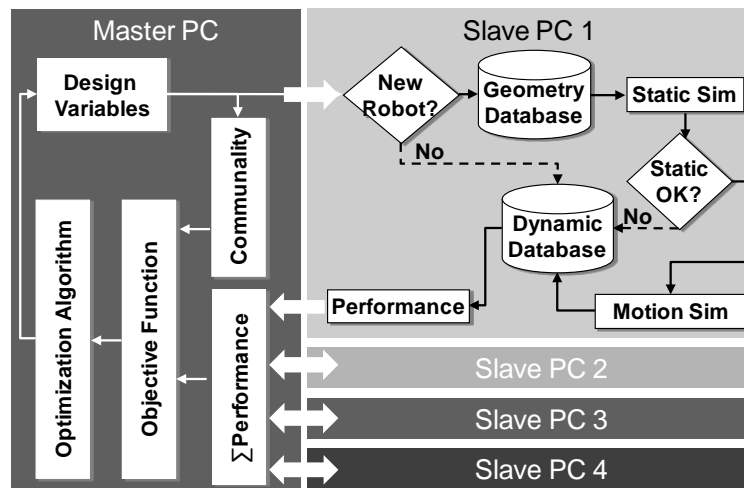 Master PC
Design
Variables
Communality
Optimization Algorithm
Objective Function
∑Performance
Slave PC 1
New
Robot?
Geometry
Database
Static Sim
No
Static
OK?
No
Dynamic
Database
Performance
Motion Sim
Slave PC 2
Slave PC 3
Slave PC 4